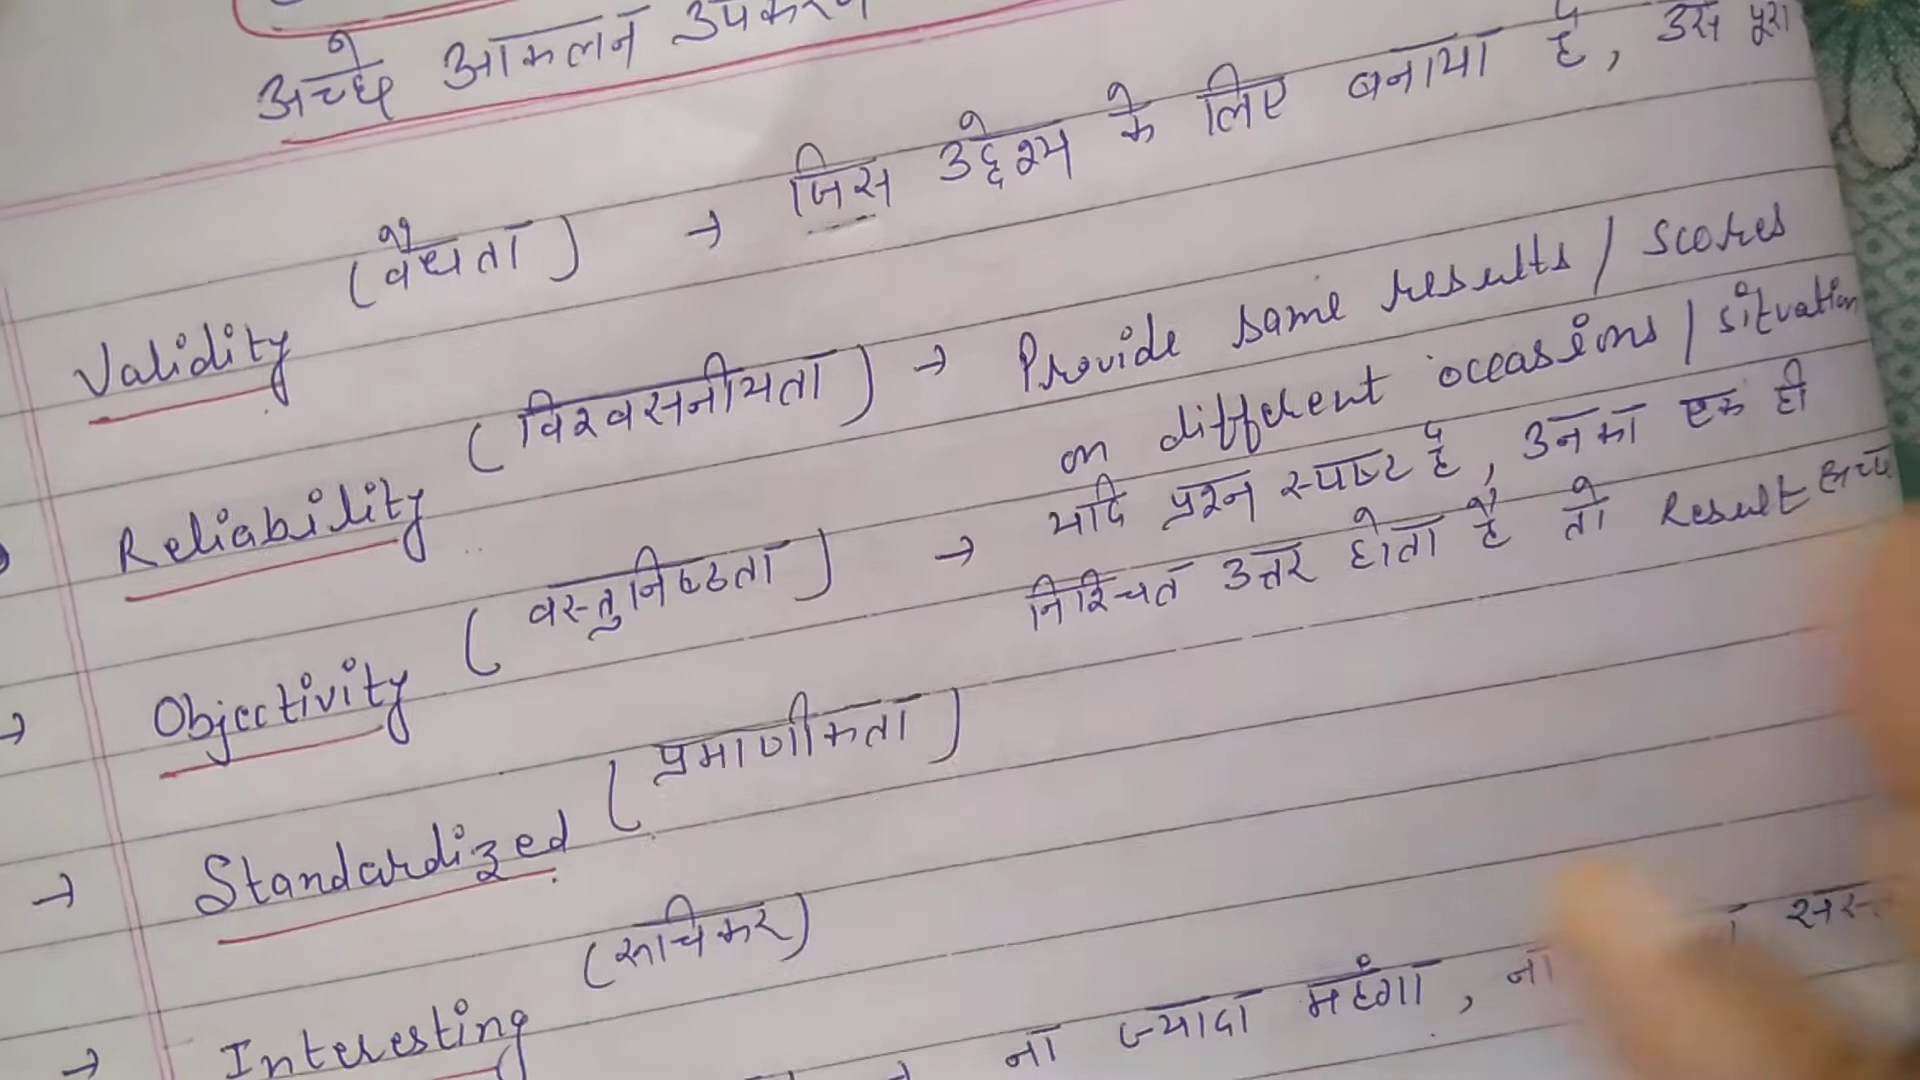 अच्छे आकलन उपकरण
Validity (वैधता) → जिस उद्देश्य के लिए बनाया है, उसे पूरा
Reliability (विश्वसनीयता) → Provide same results / scores
on different occasions / situation
Objectivity (वस्तुनिष्ठता) → यदि प्रश्न स्पष्ट है, उनका एक ही
निश्चित उत्तर होता है तो Result
→ Standardized (प्रमाणीकता)
→ Interesting (रूचिकर)
ना ज्यादा महंगा, ना